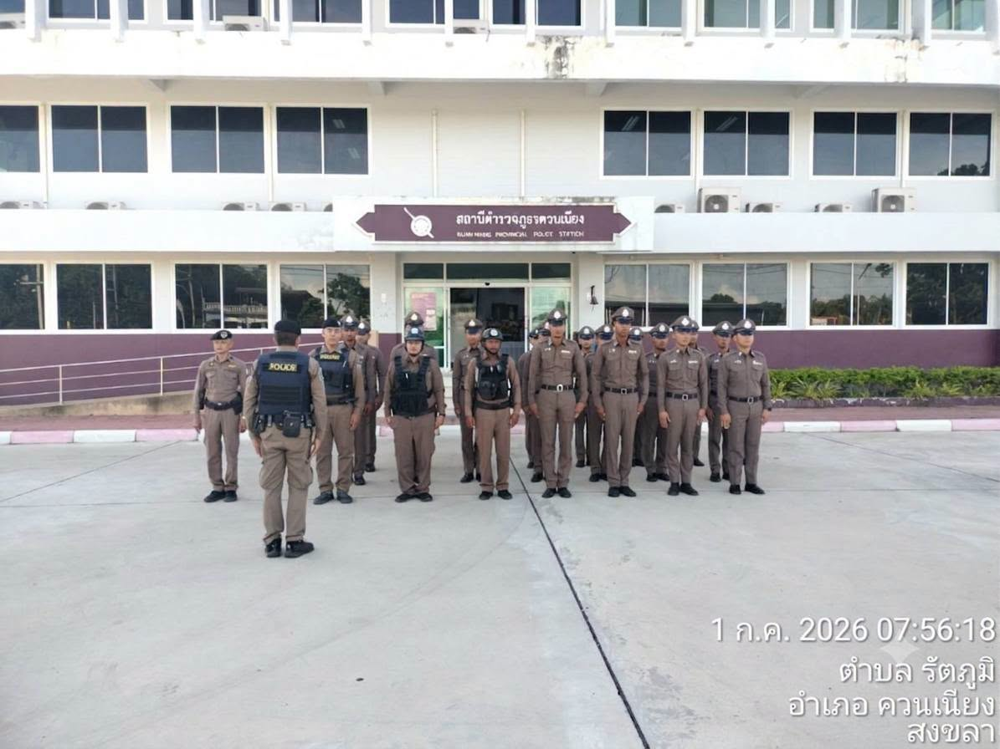 สถานีตำรวจภูธรควนเนียง
PROVINCIAL POLICE STATION
POLICE
1 ก.ค. 2026 07:56:18
ตำบล รัตภูมิ
อำเภอ ควนเนียง
สงขลา